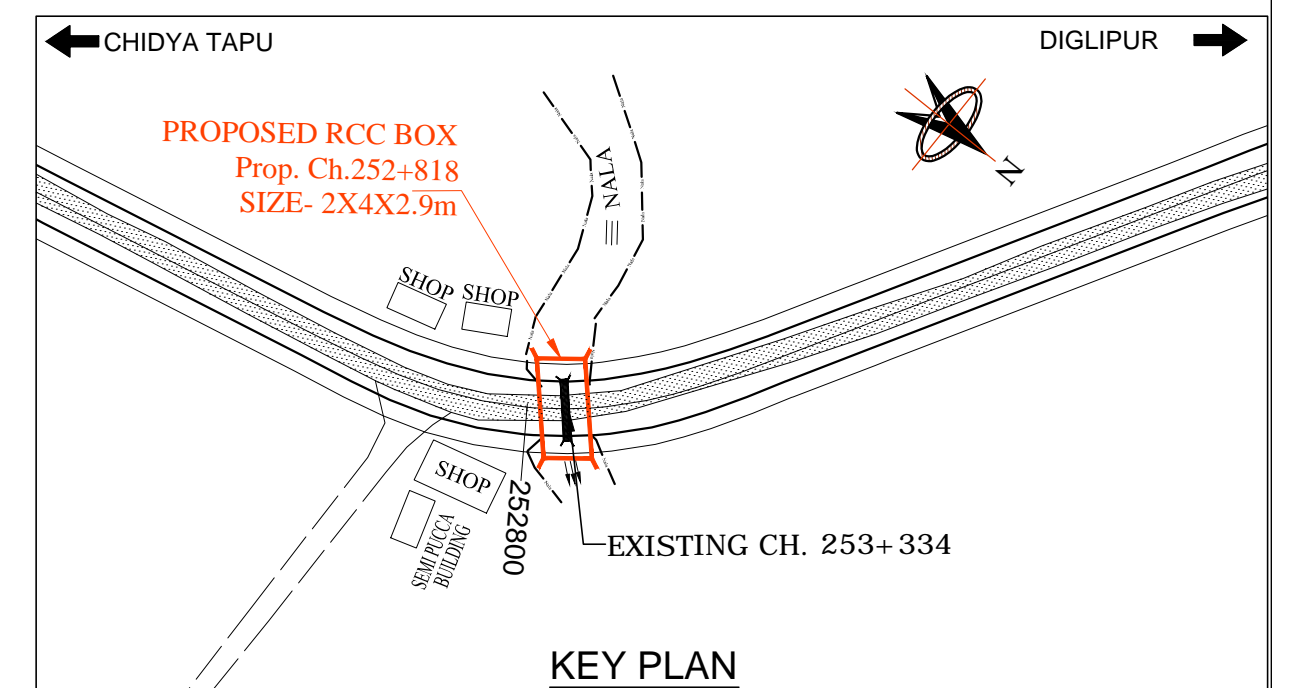 CHIDYA TAPU
DIGLIPUR
PROPOSED RCC BOX
Prop. Ch.252+818
SIZE- 2X4X2.9m
NALA
N
SHOP
SHOP
SHOP
SEMI PUCCA
BUILDING
252800
EXISTING CH. 253+334
KEY PLAN